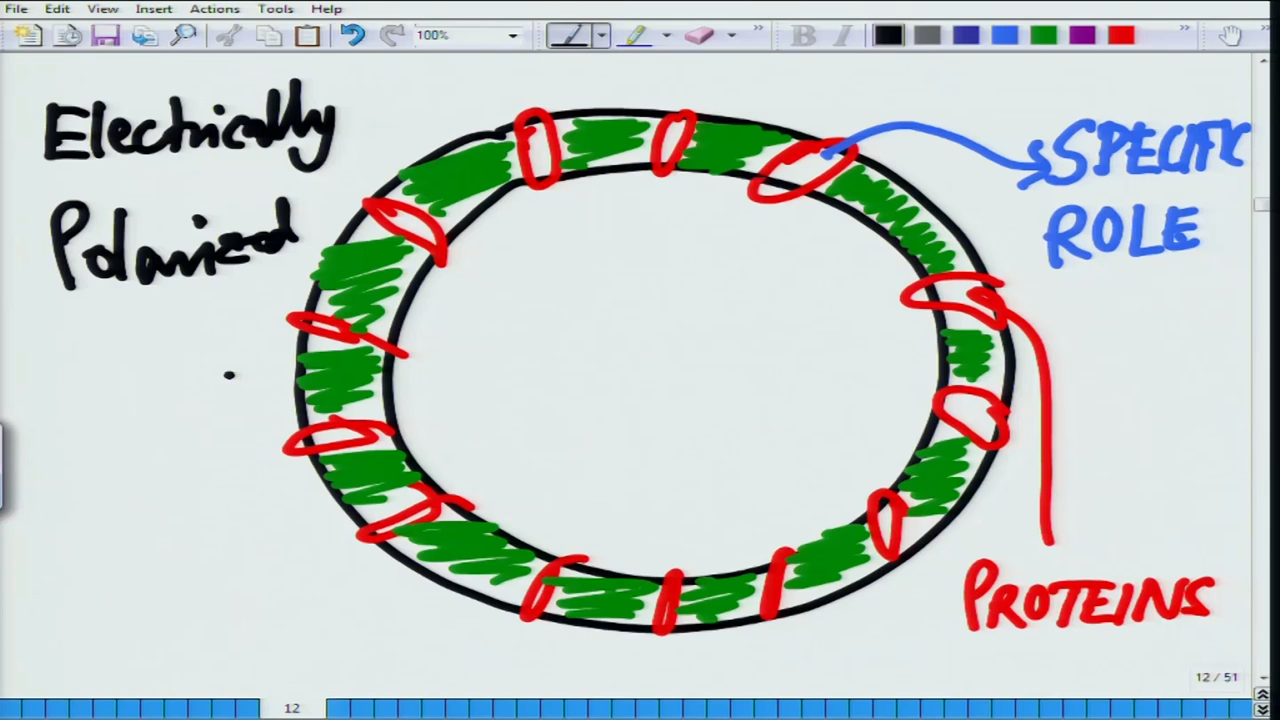 File Edit View Insert Actions Tools Help
100%
B I
Electrically
Polarized
SPECIFIC
ROLE
PROTEINS
12 / 51
12